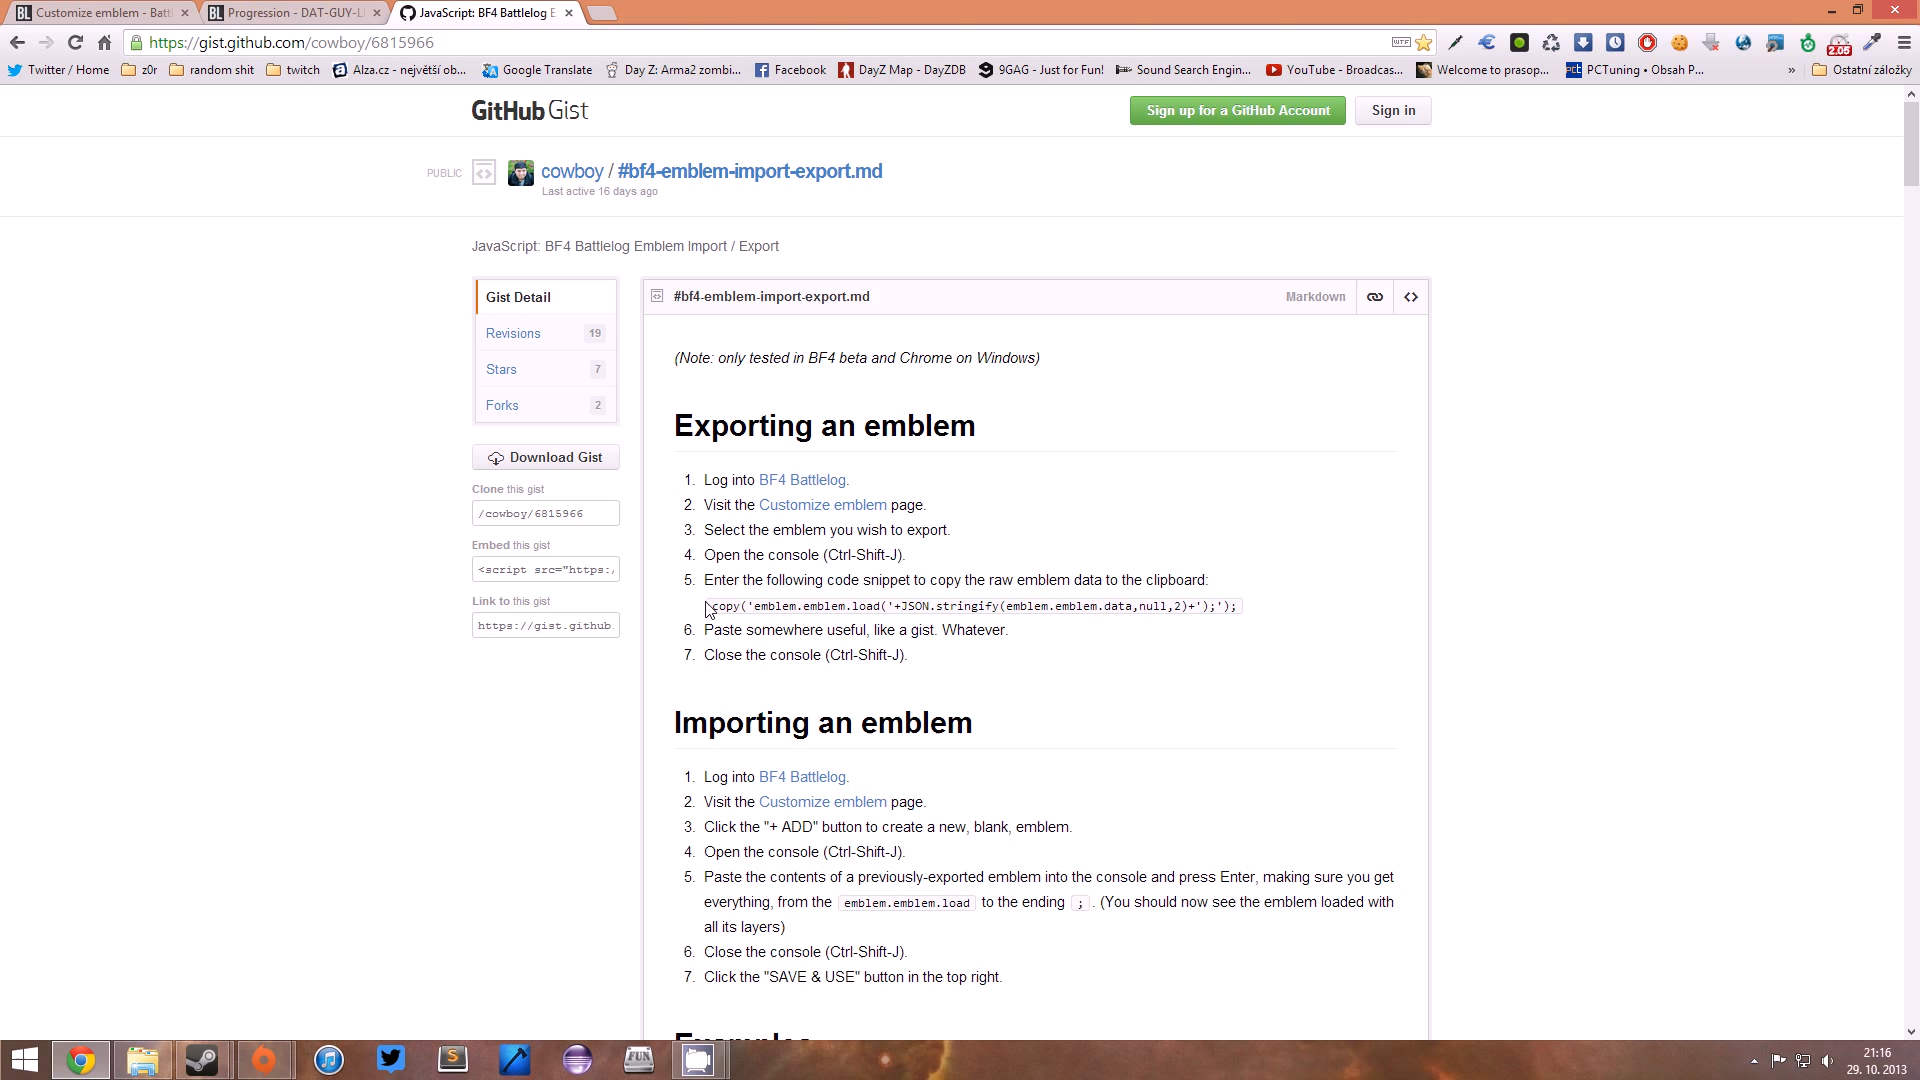 Customize emblem - Batt
Progression - DAT-GUY-L
JavaScript: BF4 Battlelog E
https://gist.github.com/cowboy/6815966
2.05
Twitter / Home
z0r
random shit
twitch
Alza.cz - největší ob...
Google Translate
Day Z: Arma2 zombi...
Facebook
DayZ Map - DayZDB
9GAG - Just for Fun!
Sound Search Engin...
YouTube - Broadcas...
Welcome to prasop...
PCTuning • Obsah P...
»
Ostatní záložky
GitHub Gist
Sign up for a GitHub Account
Sign in
PUBLIC
cowboy / #bf4-emblem-import-export.md
Last active 16 days ago
JavaScript: BF4 Battlelog Emblem Import / Export
Gist Detail
Revisions 19
Stars 7
Forks 2
Download Gist
Clone this gist
/cowboy/6815966
Embed this gist
<script src="https:/
Link to this gist
https://gist.github
#bf4-emblem-import-export.md
Markdown
(Note: only tested in BF4 beta and Chrome on Windows)
Exporting an emblem
1. Log into BF4 Battlelog.
2. Visit the Customize emblem page.
3. Select the emblem you wish to export.
4. Open the console (Ctrl-Shift-J).
5. Enter the following code snippet to copy the raw emblem data to the clipboard:
copy('emblem.emblem.load('+JSON.stringify(emblem.emblem.data,null,2)+');');
6. Paste somewhere useful, like a gist. Whatever.
7. Close the console (Ctrl-Shift-J).
Importing an emblem
1. Log into BF4 Battlelog.
2. Visit the Customize emblem page.
3. Click the "+ ADD" button to create a new, blank, emblem.
4. Open the console (Ctrl-Shift-J).
5. Paste the contents of a previously-exported emblem into the console and press Enter, making sure you get
everything, from the emblem.emblem.load to the ending ; . (You should now see the emblem loaded with
all its layers)
6. Close the console (Ctrl-Shift-J).
7. Click the "SAVE & USE" button in the top right.
Examples
FUN
21:16
29. 10. 2013